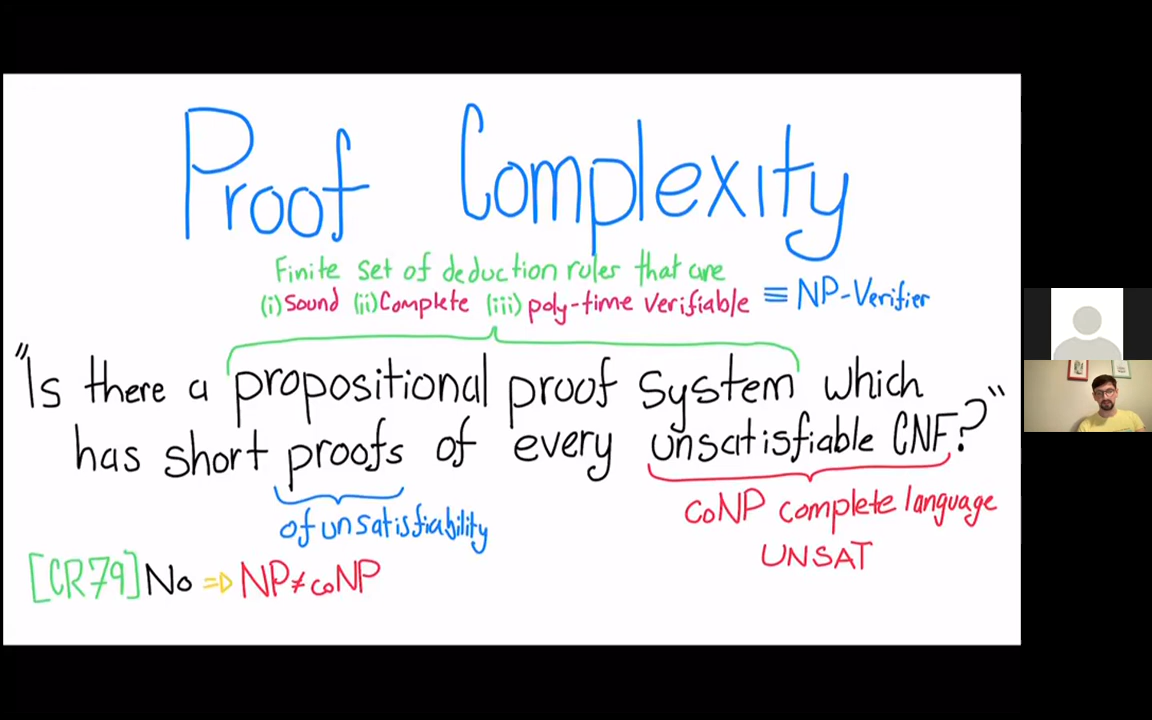 Proof Complexity
Finite set of deduction rules that are
(i) Sound (ii) Complete (iii) poly-time verifiable ≡ NP-Verifier
"Is there a propositional proof system which
has short proofs of every unsatisfiable CNF?"
of unsatisfiability
coNP complete language
UNSAT
[CR79] No ⇒ NP≠coNP